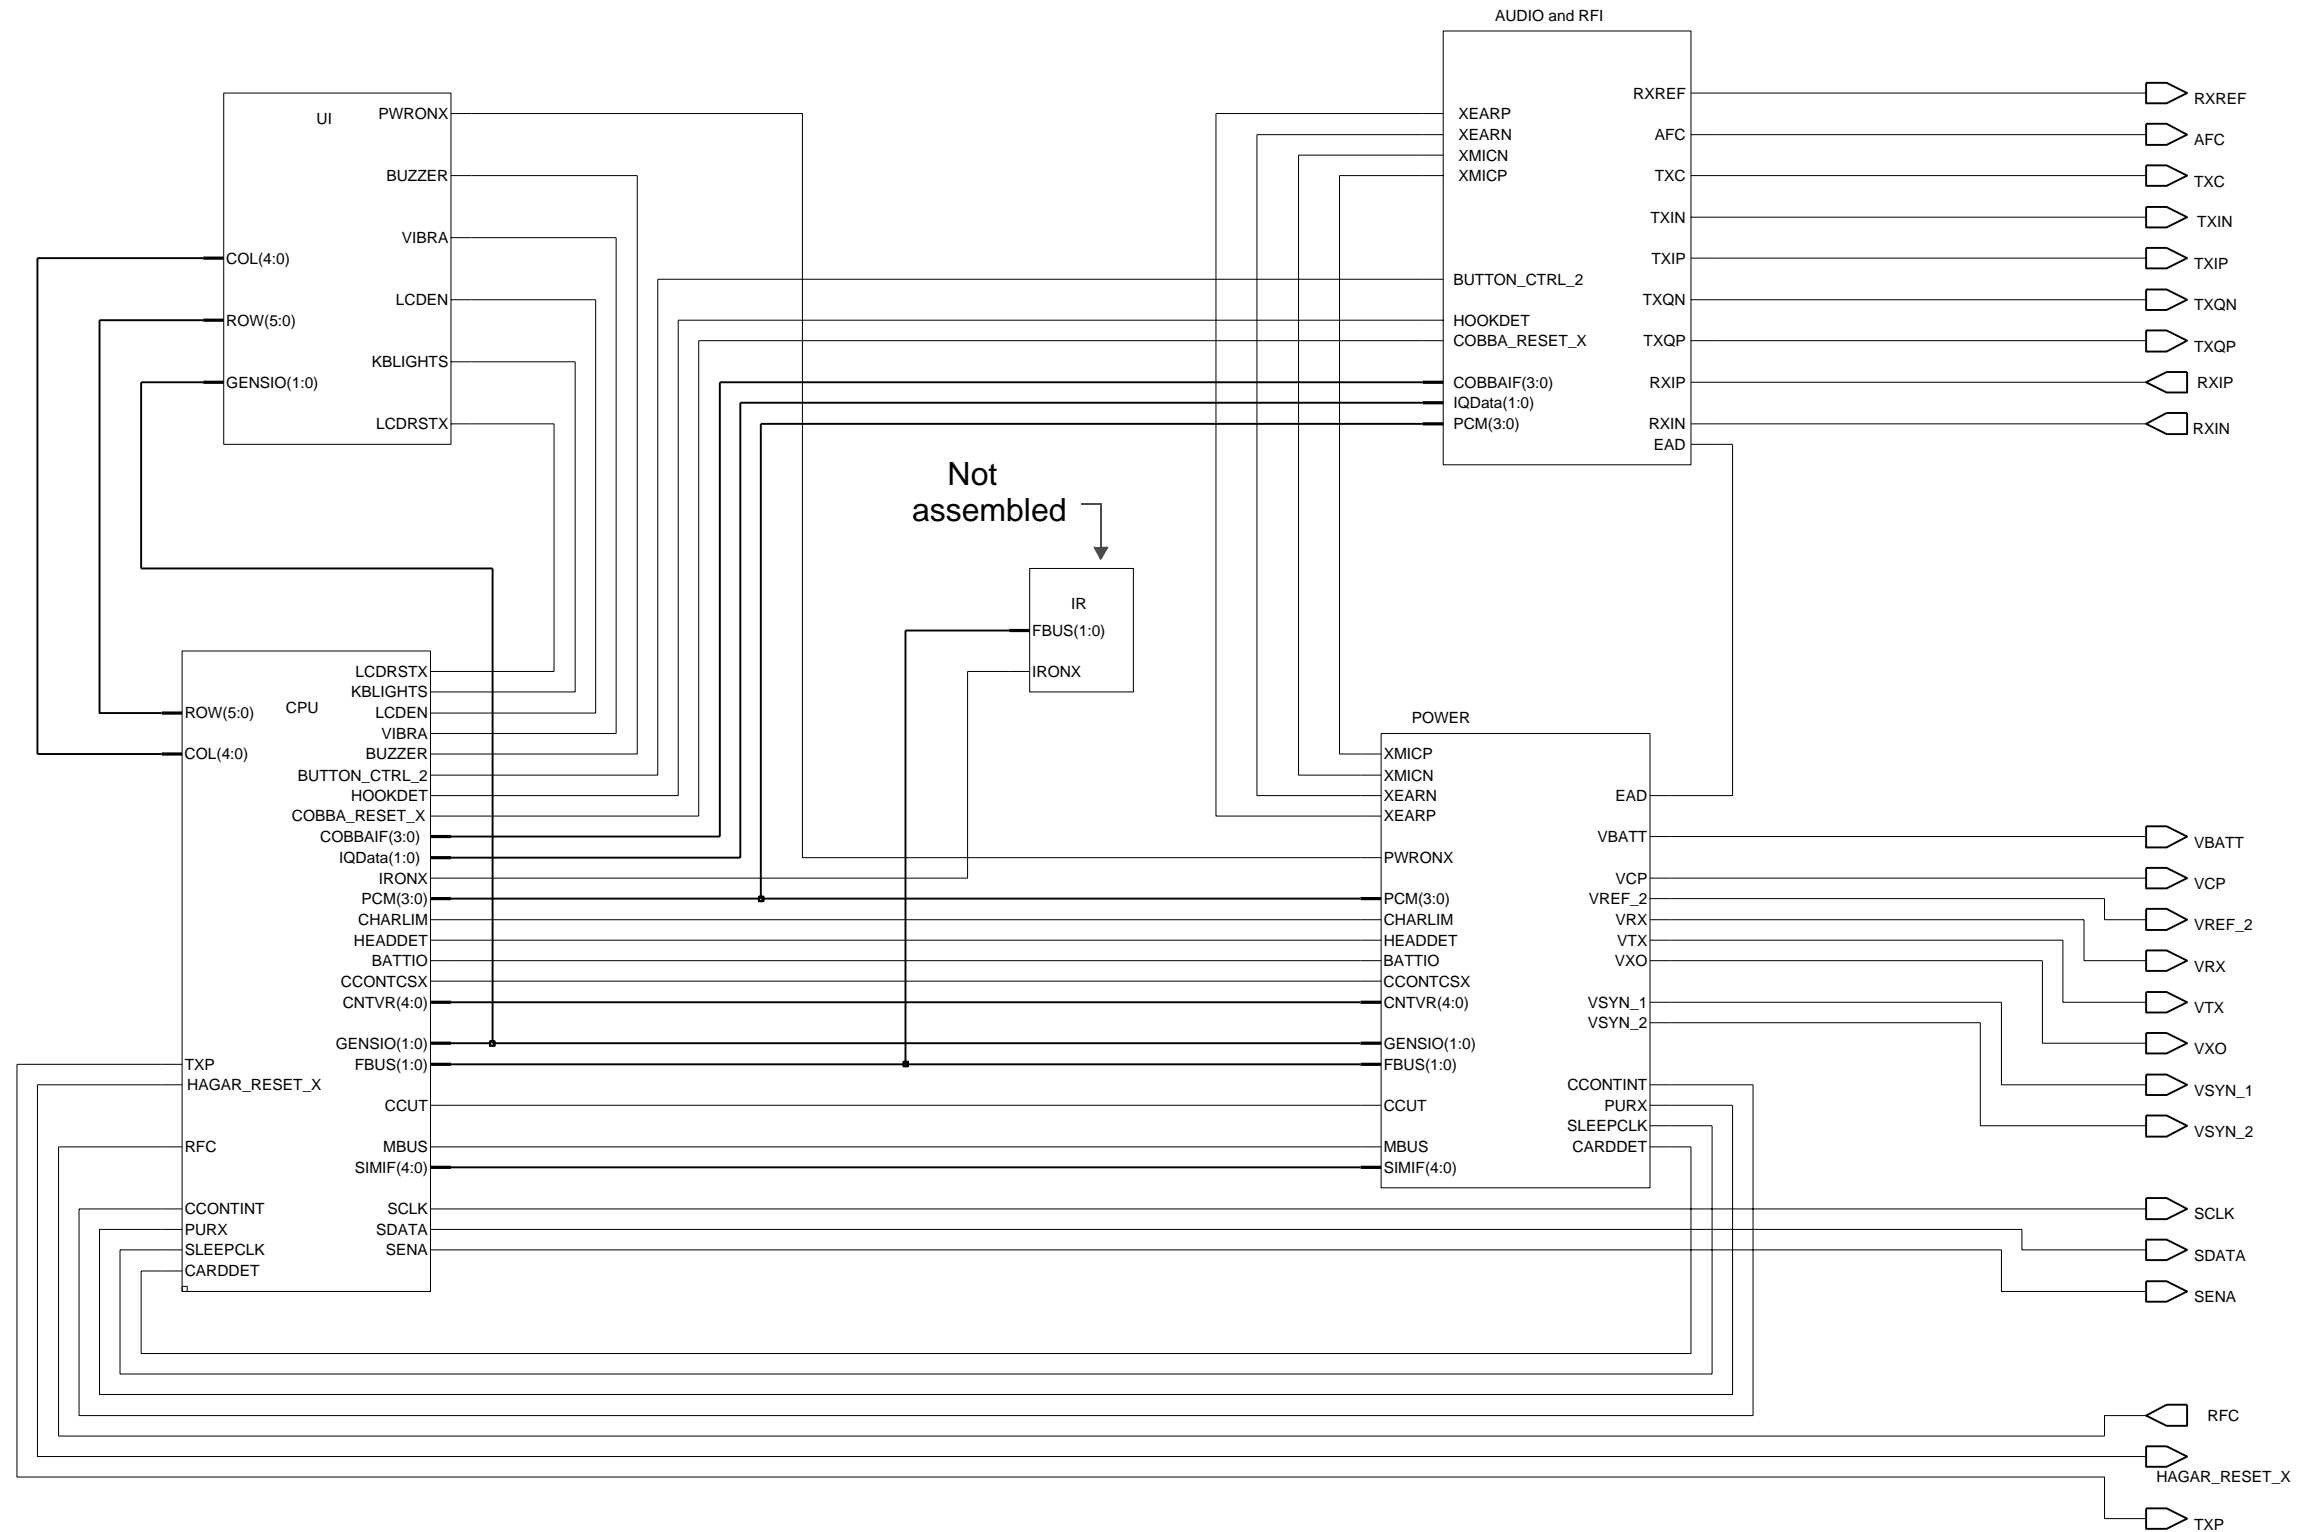 AUDIO and RFI
RXREF
AFC
TXC
TXIN
TXIP
TXQN
TXQP
RXIP
RXIN
EAD
XEARP
XEARN
XMICN
XMICP
BUTTON_CTRL_2
HOOKDET
COBBA_RESET_X
COBBAIF(3:0)
IQData(1:0)
PCM(3:0)
RXREF
AFC
TXC
TXIN
TXIP
TXQN
TXQP
RXIP
RXIN
UI
PWRONX
BUZZER
VIBRA
LCDEN
KBLIGHTS
LCDRSTX
COL(4:0)
ROW(5:0)
GENSIO(1:0)
Not
assembled
IR
FBUS(1:0)
IRONX
CPU
ROW(5:0)
COL(4:0)
TXP
HAGAR_RESET_X
RFC
CCONTINT
PURX
SLEEPCLK
CARDDET
LCDRSTX
KBLIGHTS
LCDEN
VIBRA
BUZZER
BUTTON_CTRL_2
HOOKDET
COBBA_RESET_X
COBBAIF(3:0)
IQData(1:0)
IRONX
PCM(3:0)
CHARLIM
HEADDET
BATTIO
CCONTCSX
CNTVR(4:0)
GENSIO(1:0)
FBUS(1:0)
CCUT
MBUS
SIMIF(4:0)
SCLK
SDATA
SENA
POWER
XMICP
XMICN
XEARN
XEARP
PWRONX
PCM(3:0)
CHARLIM
HEADDET
BATTIO
CCONTCSX
CNTVR(4:0)
GENSIO(1:0)
FBUS(1:0)
CCUT
MBUS
SIMIF(4:0)
EAD
VBATT
VCP
VREF_2
VRX
VTX
VXO
VSYN_1
VSYN_2
CCONTINT
PURX
SLEEPCLK
CARDDET
VBATT
VCP
VREF_2
VRX
VTX
VXO
VSYN_1
VSYN_2
SCLK
SDATA
SENA
RFC
HAGAR_RESET_X
TXP